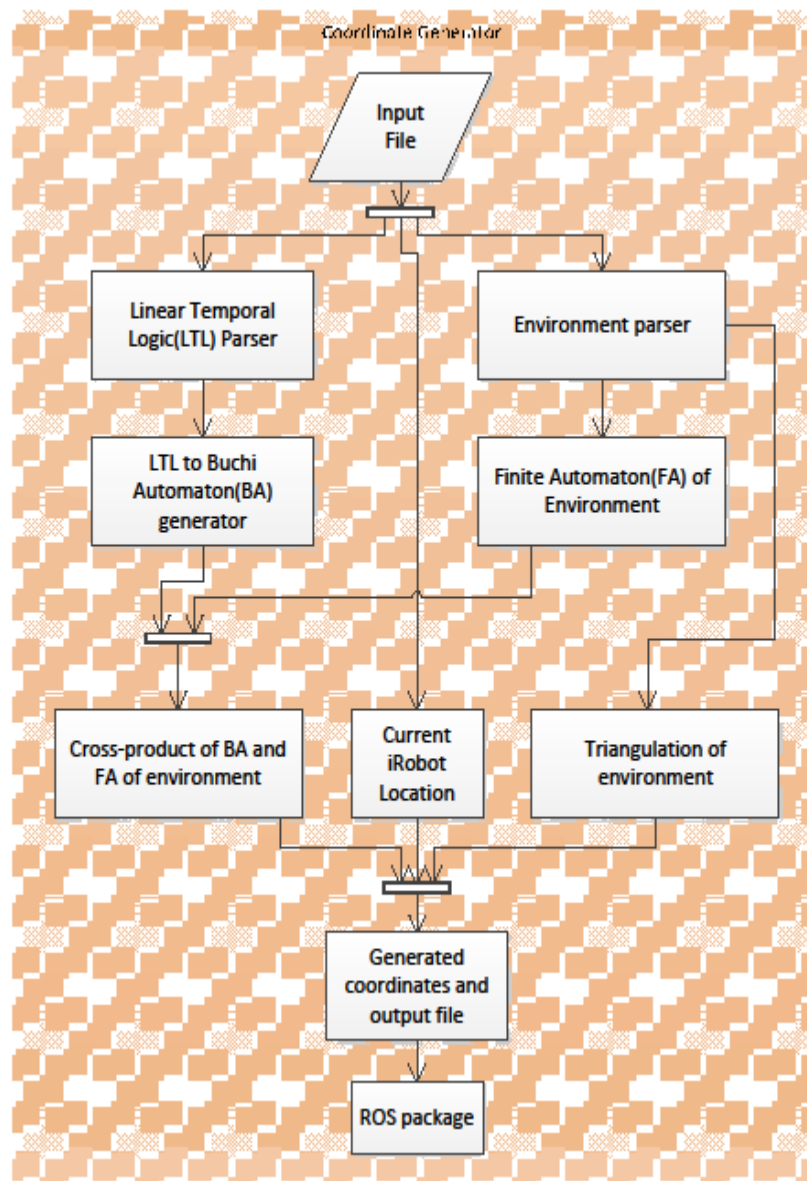 Coordinate Generator
Input
File
Linear Temporal
Logic(LTL) Parser
Environment parser
LTL to Buchi
Automaton(BA)
generator
Finite Automaton(FA) of
Environment
Cross-product of BA and
FA of environment
Current
iRobot
Location
Triangulation of
environment
Generated
coordinates and
output file
ROS package